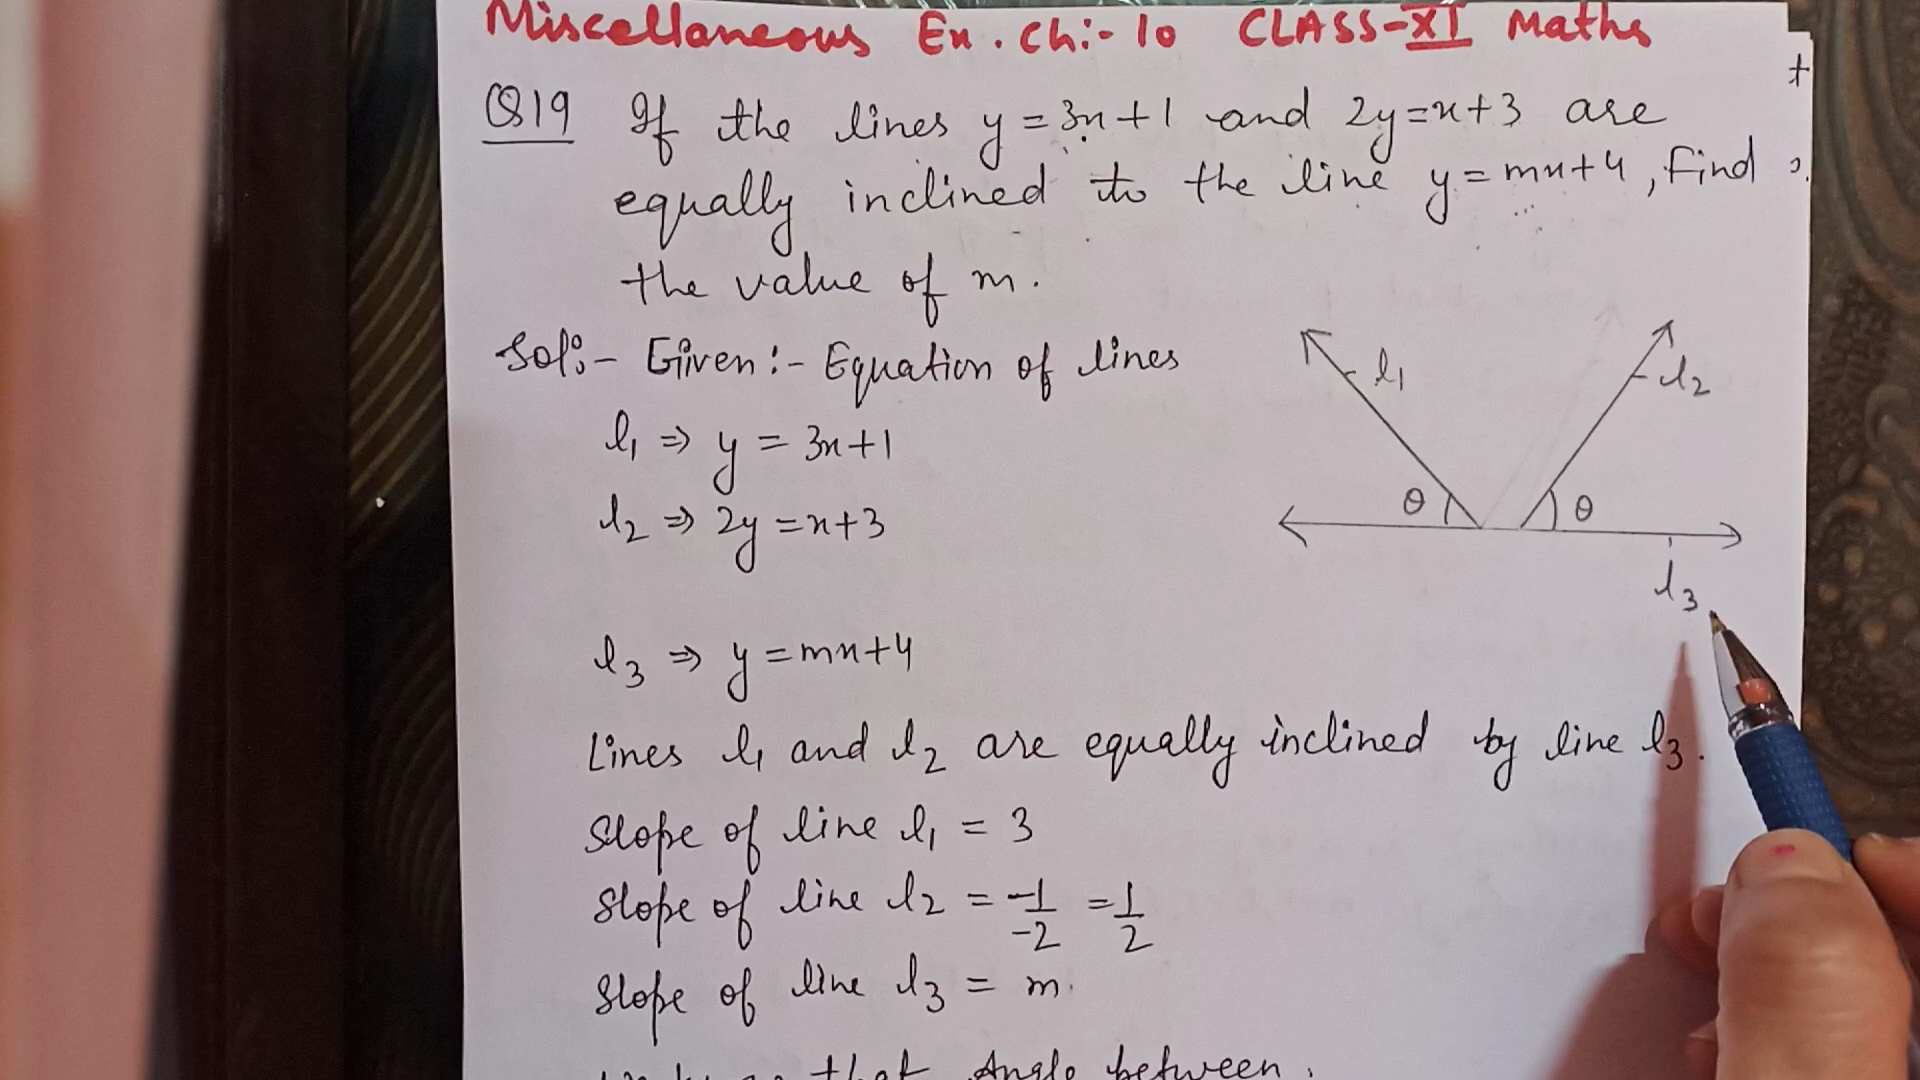 Miscellaneous Ex. Ch:- 10 CLASS-XI Maths
Q19 If the lines y = 3x+1 and 2y=x+3 are
equally inclined to the line y = mx+4, find
the value of m.
Sol:- Given:- Equation of lines
l₁ ⇒ y = 3x+1
l₂ ⇒ 2y = x+3
l₃ ⇒ y = mx+4
l₁
l₂
θ
θ
l₃
Lines l₁ and l₂ are equally inclined by line l₃.
Slope of line l₁ = 3
Slope of line l₂ = -1/-2 = 1/2
Slope of line l₃ = m.
that Angle between